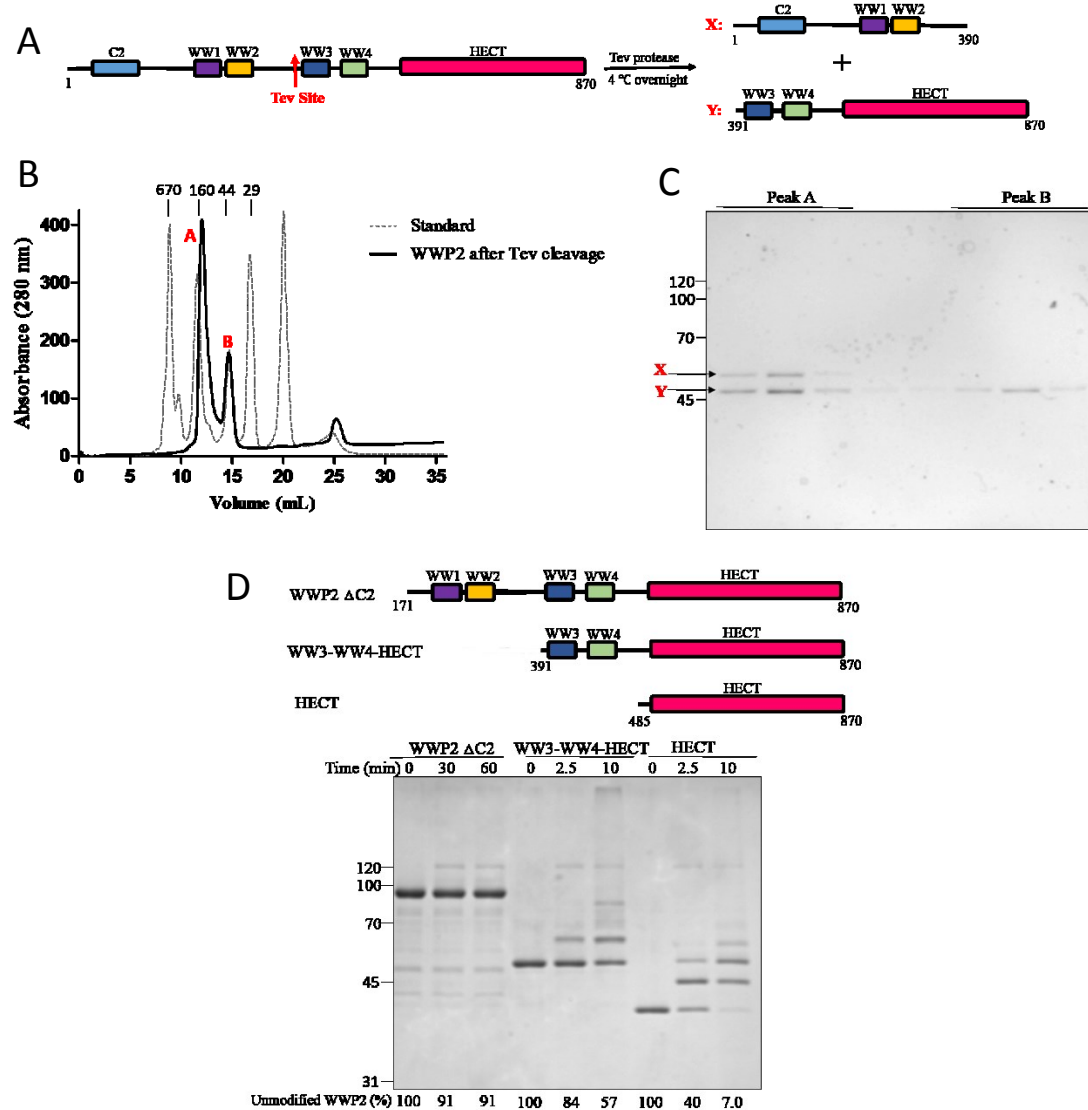 A
C2
WW1
WW2
WW3
WW4
HECT
1
870
Tev Site
Tev protease
4 °C overnight
X:
C2
WW1
WW2
1
390
+
Y:
WW3
WW4
HECT
391
870
B
670
160
44
29
400
300
200
100
0
Absorbance (280 nm)
A
B
Standard
WWP2 after Tev cleavage
0
5
10
15
20
25
30
35
Volume (mL)
C
Peak A
Peak B
120
100
70
X
Y
45
D
WWP2 ΔC2
WW1
WW2
WW3
WW4
HECT
171
870
WW3-WW4-HECT
WW3
WW4
HECT
391
870
HECT
HECT
485
870
WWP2 ΔC2 WW3-WW4-HECT HECT
Time (min) 0 30 60 0 2.5 10 0 2.5 10
120
100
70
45
31
Unmodified WWP2 (%) 100 91 91 100 84 57 100 40 7.0